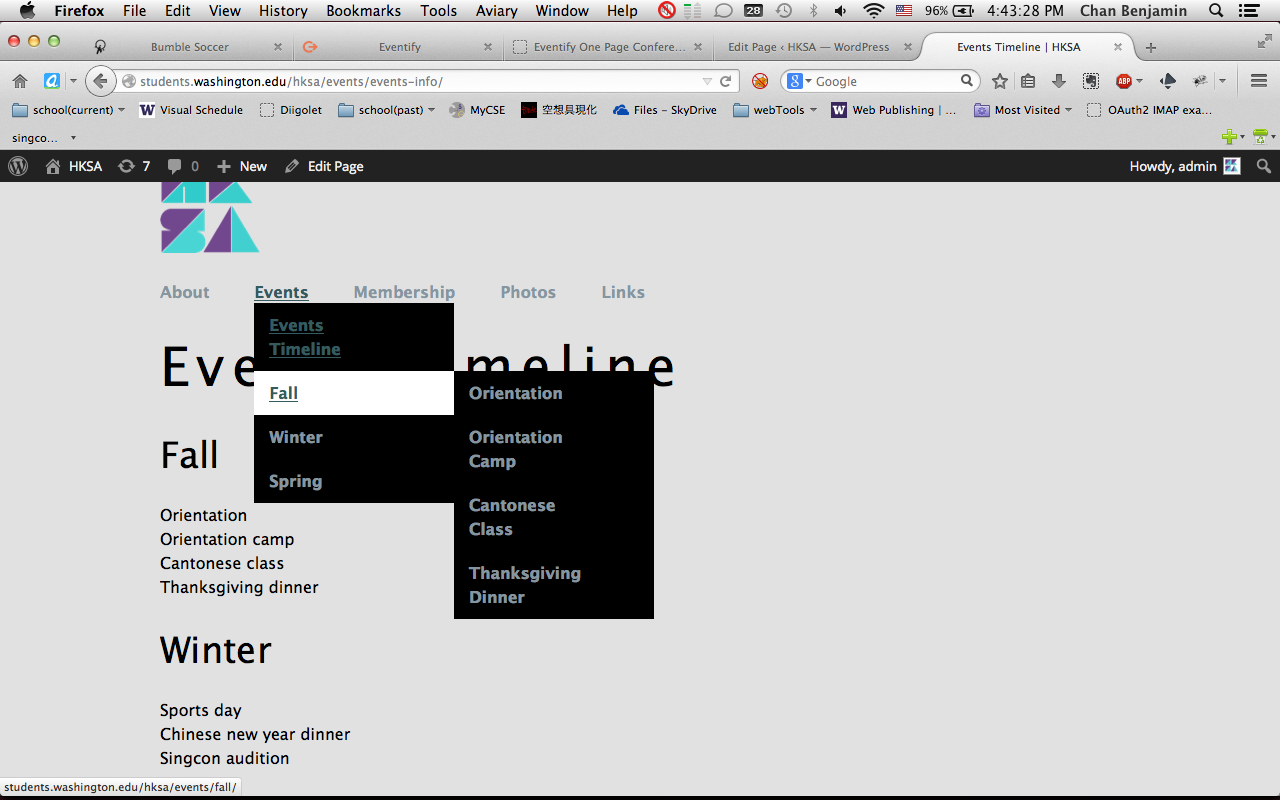 Firefox File Edit View History Bookmarks Tools Aviary Window Help 28 96% 4:43:28 PM Chan Benjamin
Bumble Soccer Eventify Eventify One Page Confere... Edit Page ‹ HKSA — WordPress Events Timeline | HKSA
students.washington.edu/hksa/events/events-info/ Google ABP
school(current) Visual Schedule Diigolet school(past) MyCSE 空想具現化 Files – SkyDrive webTools Web Publishing | ... Most Visited OAuth2 IMAP exa...
singco...
HKSA 7 0 New Edit Page Howdy, admin
About Events Membership Photos Links
Events
Timeline
Fall
Winter
Spring
Orientation
Orientation
Camp
Cantonese
Class
Thanksgiving
Dinner
Eve meline
Fall
Orientation
Orientation camp
Cantonese class
Thanksgiving dinner
Winter
Sports day
Chinese new year dinner
Singcon audition
students.washington.edu/hksa/events/fall/